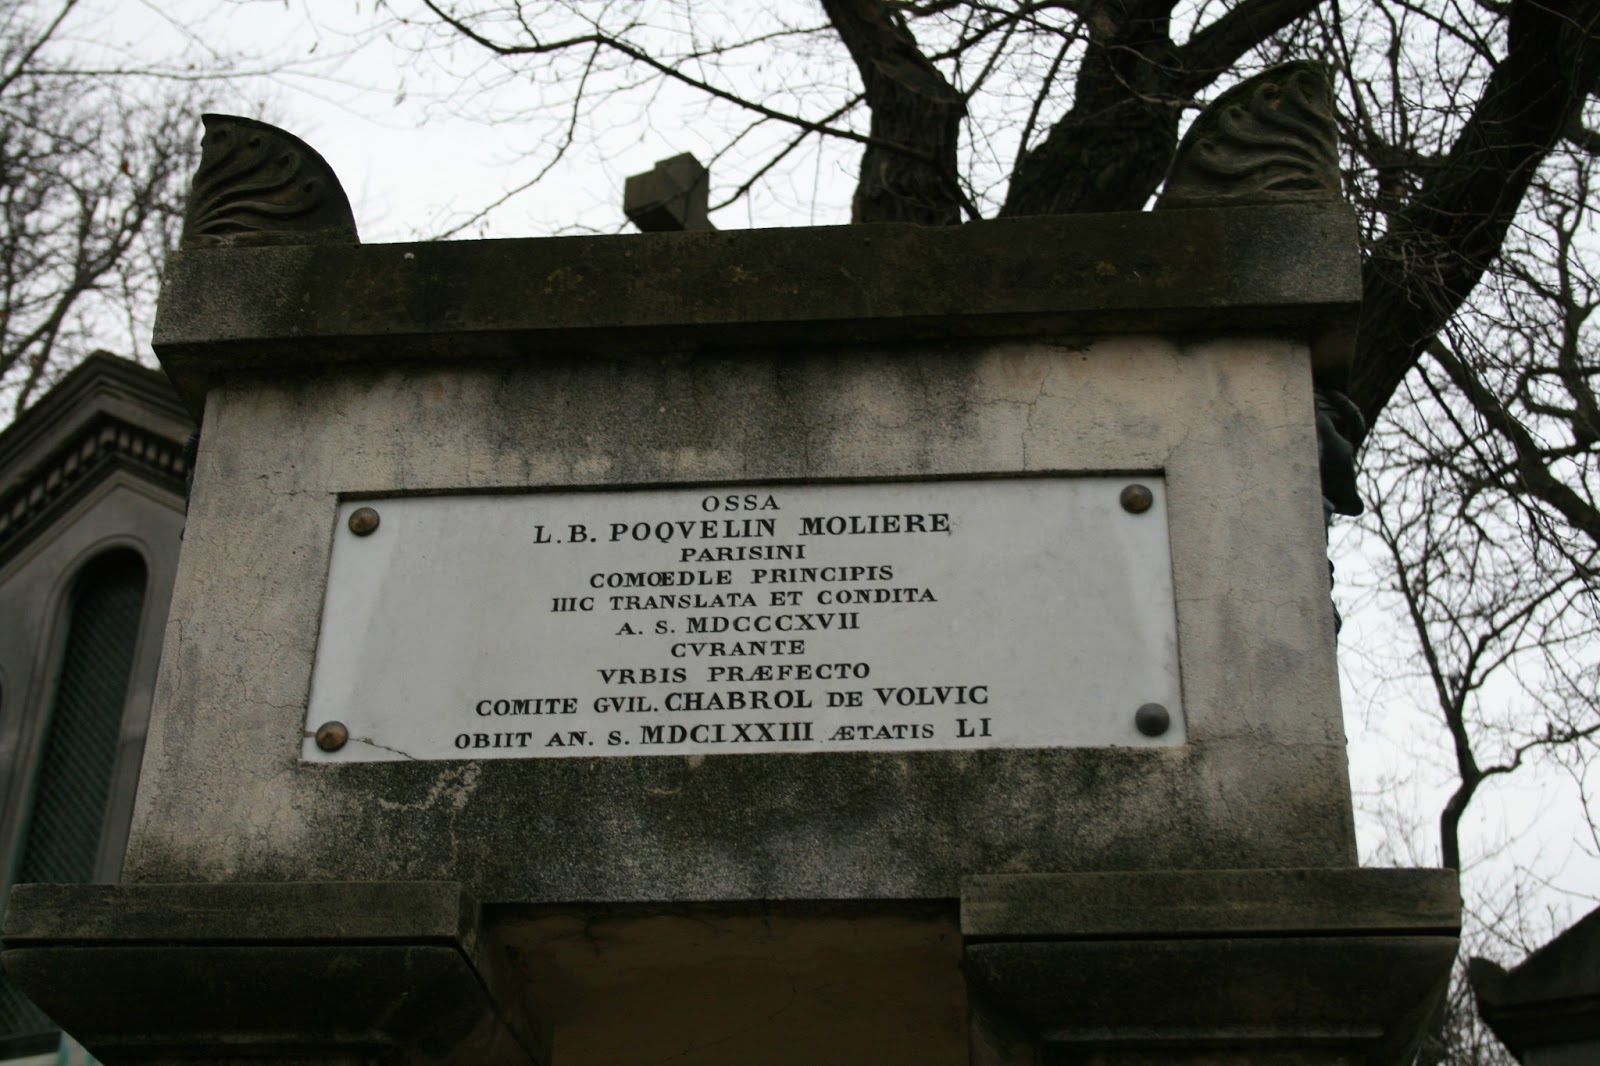 OSSA
L. B. POQVELIN MOLIERE
PARISINI
COMŒDLE PRINCIPIS
IIIC TRANSLATA ET CONDITA
A. S. MDCCCXVII
CVRANTE
VRBIS PRÆFECTO
COMITE GVIL. CHABROL DE VOLVIC
OBIIT AN. S. MDCIXXIII ÆTATIS LI